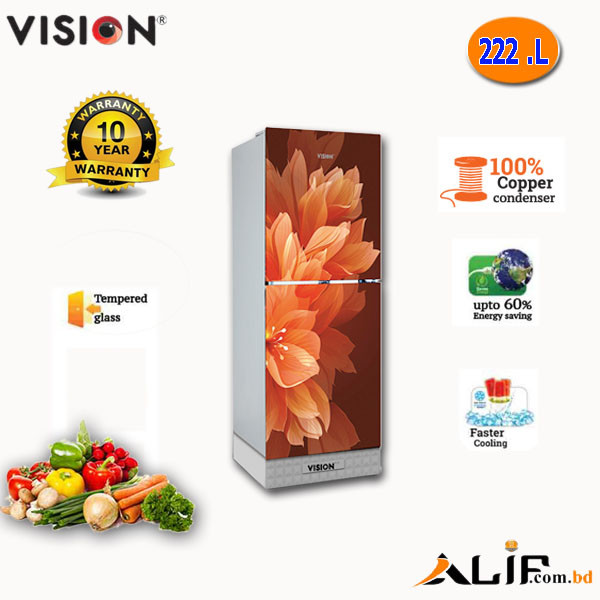 VISION®
222 .L
WARRANTY
10
YEAR
WARRANTY
VISION
100%
Copper
condenser
Tempered
glass
upto 60%
Energy saving
Faster
Cooling
VISION
ALIF.com.bd